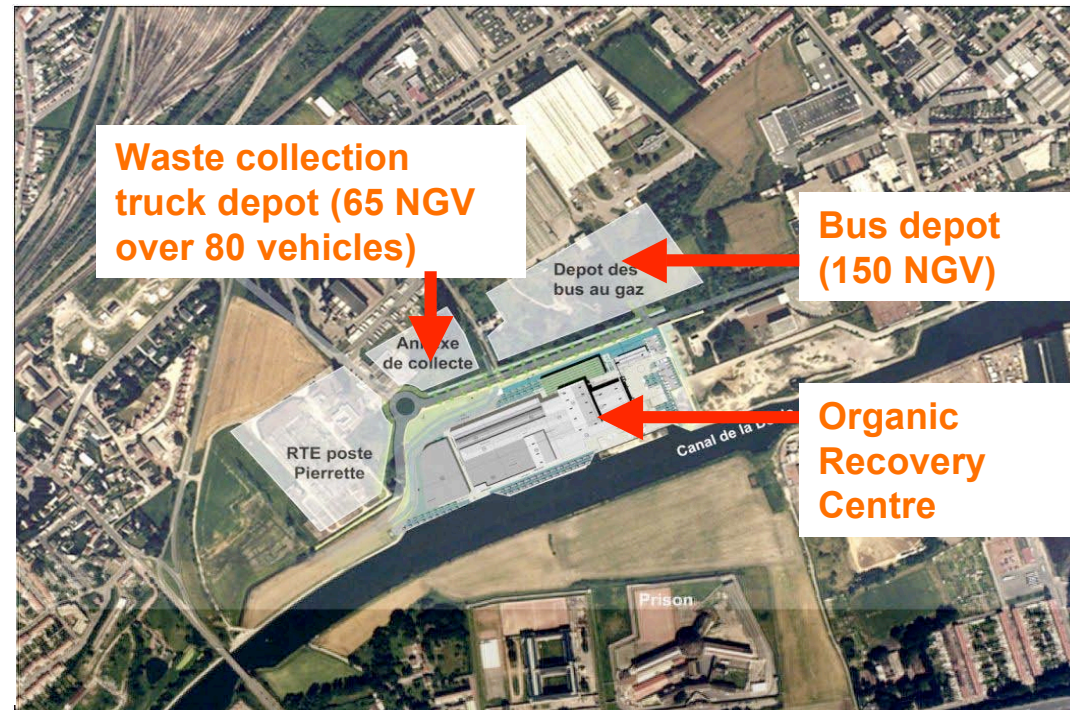 Waste collection
truck depot (65 NGV
over 80 vehicles)
Bus depot
(150 NGV)
Depot des
bus au gaz
de collecte
RTE poste
Pierrette
Organic
Recovery
Centre
Canal de la
Prison